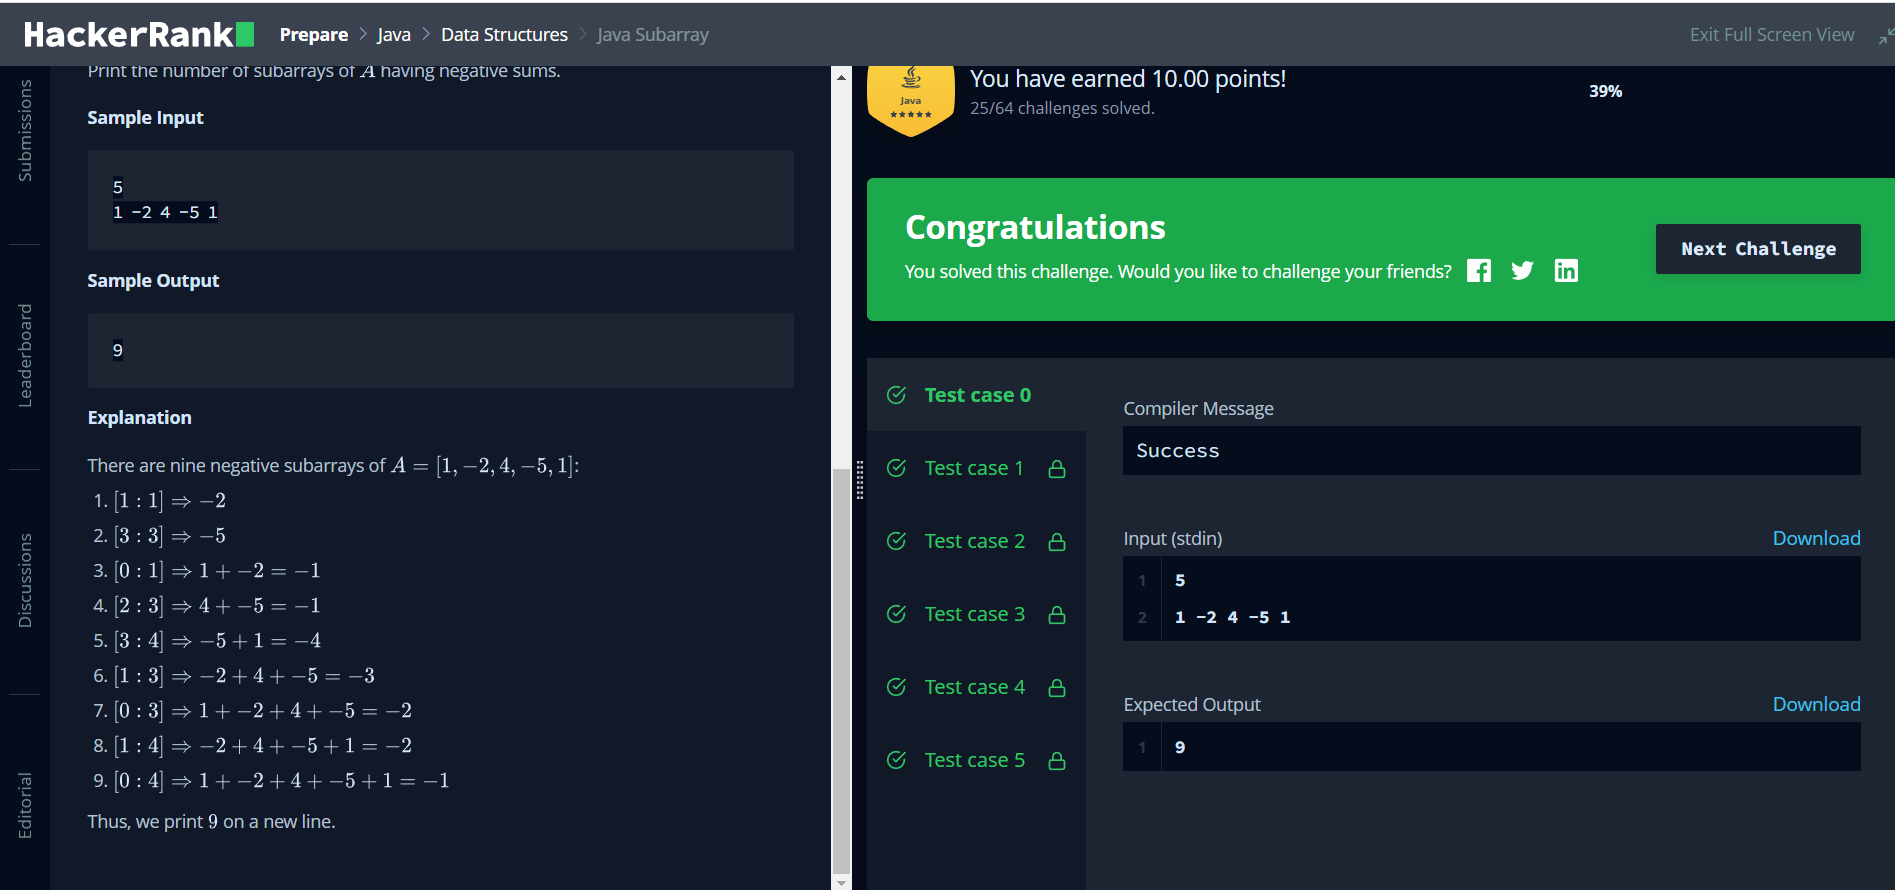 HackerRank
Prepare > Java > Data Structures > Java Subarray
Exit Full Screen View
Submissions
Leaderboard
Discussions
Editorial
Print the number of subarrays of A having negative sums.
Sample Input
5
1 -2 4 -5 1
Sample Output
9
Explanation
There are nine negative subarrays of A = [1, −2, 4, −5, 1]:
1. [1 : 1] ⇒ −2
2. [3 : 3] ⇒ −5
3. [0 : 1] ⇒ 1 + −2 = −1
4. [2 : 3] ⇒ 4 + −5 = −1
5. [3 : 4] ⇒ −5 + 1 = −4
6. [1 : 3] ⇒ −2 + 4 + −5 = −3
7. [0 : 3] ⇒ 1 + −2 + 4 + −5 = −2
8. [1 : 4] ⇒ −2 + 4 + −5 + 1 = −2
9. [0 : 4] ⇒ 1 + −2 + 4 + −5 + 1 = −1
Thus, we print 9 on a new line.
Java
You have earned 10.00 points!
25/64 challenges solved.
39%
Congratulations
You solved this challenge. Would you like to challenge your friends?
Next Challenge
Test case 0
Test case 1
Test case 2
Test case 3
Test case 4
Test case 5
Compiler Message
Success
Input (stdin)
Download
1 5
2 1 -2 4 -5 1
Expected Output
Download
1 9